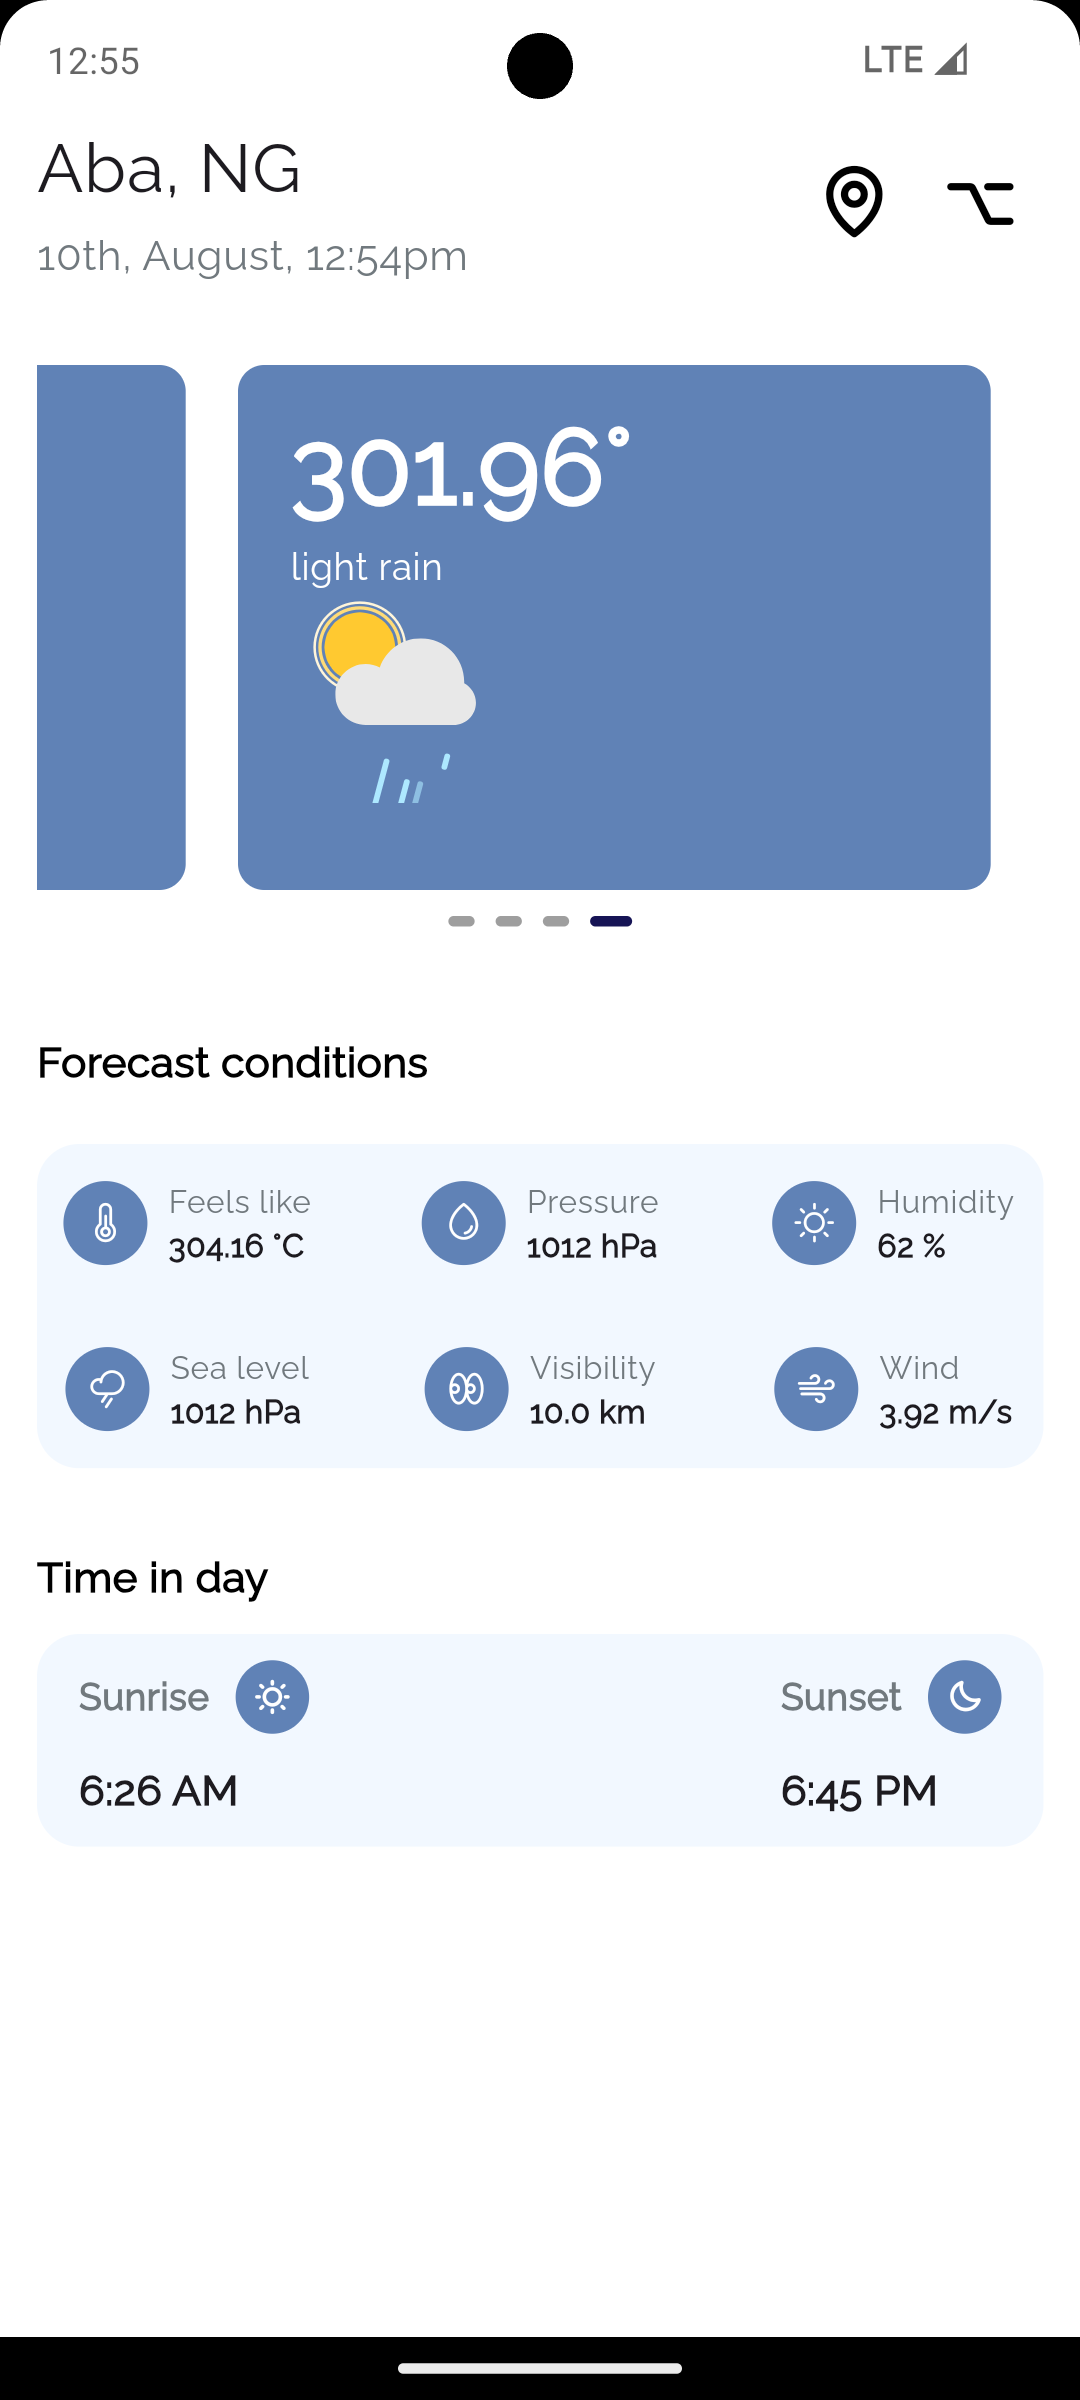 12:55
LTE
Aba, NG
10th, August, 12:54pm
301.96°
light rain
Forecast conditions
Feels like
304.16 °C
Pressure
1012 hPa
Humidity
62 %
Sea level
1012 hPa
Visibility
10.0 km
Wind
3.92 m/s
Time in day
Sunrise
6:26 AM
Sunset
6:45 PM